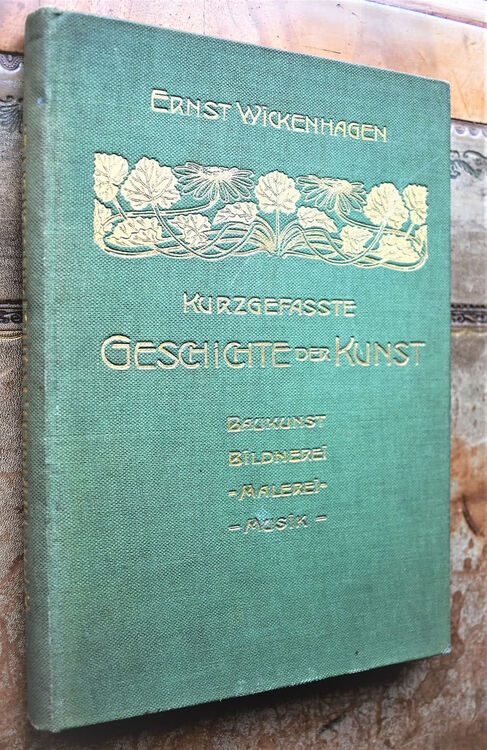 ERNST WICKENHAGEN
KURZGEFASSTE
GESCHICHTE DER KUNST
BAUKUNST
BILDNEREI
-MALEREI-
=MUSIK=